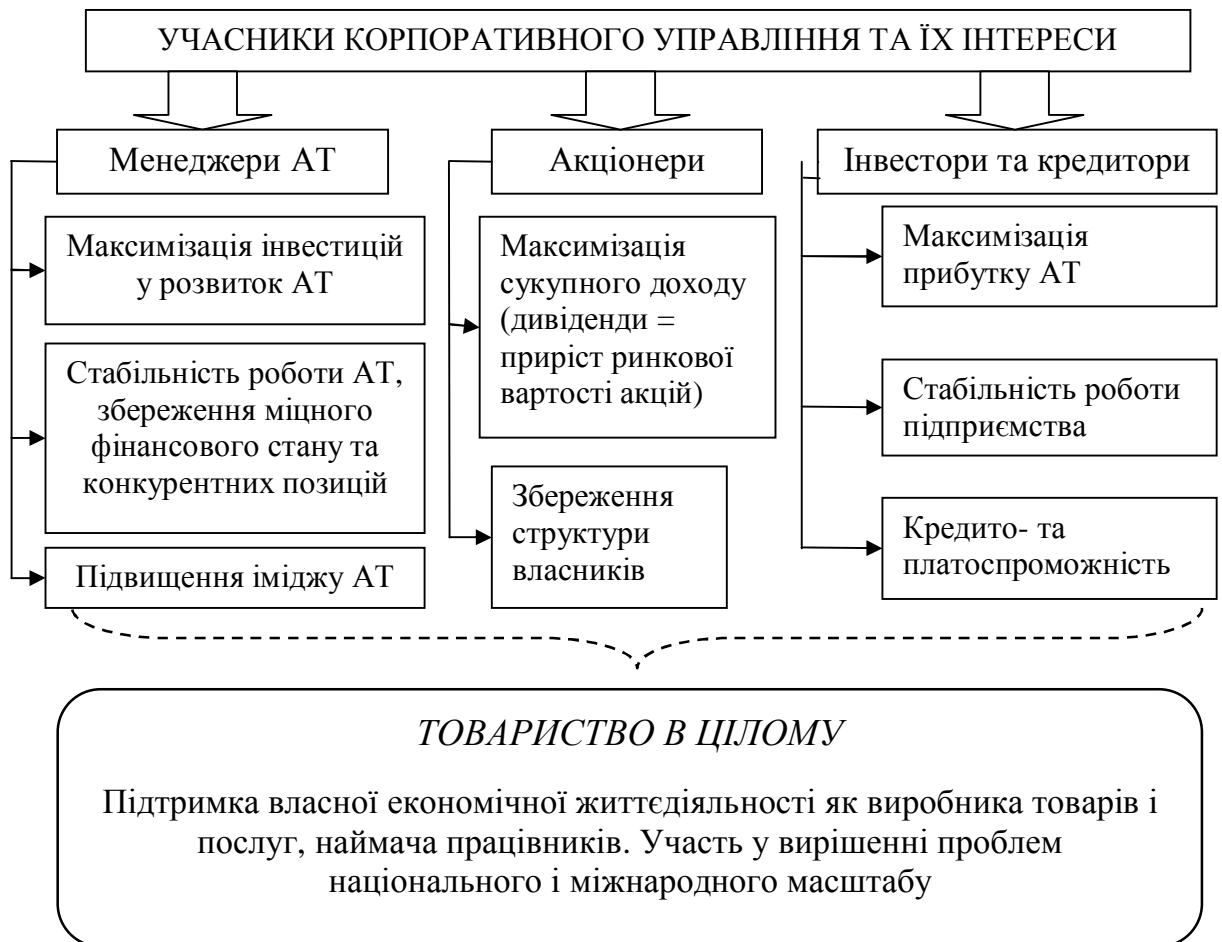 УЧАСНИКИ КОРПОРАТИВНОГО УПРАВЛІННЯ ТА ЇХ ІНТЕРЕСИ
Менеджери АТ
Максимізація інвестицій
у розвиток АТ
Стабільність роботи АТ,
збереження міцного
фінансового стану та
конкурентних позицій
Підвищення іміджу АТ
Акціонери
Максимізація
сукупного доходу
(дивіденди =
приріст ринкової
вартості акцій)
Збереження
структури
власників
Інвестори та кредитори
Максимізація
прибутку АТ
Стабільність роботи
підприємства
Кредито- та
платоспроможність
ТОВАРИСТВО В ЦІЛОМУ
Підтримка власної економічної життєдіяльності як виробника товарів і
послуг, наймача працівників. Участь у вирішенні проблем
національного і міжнародного масштабу